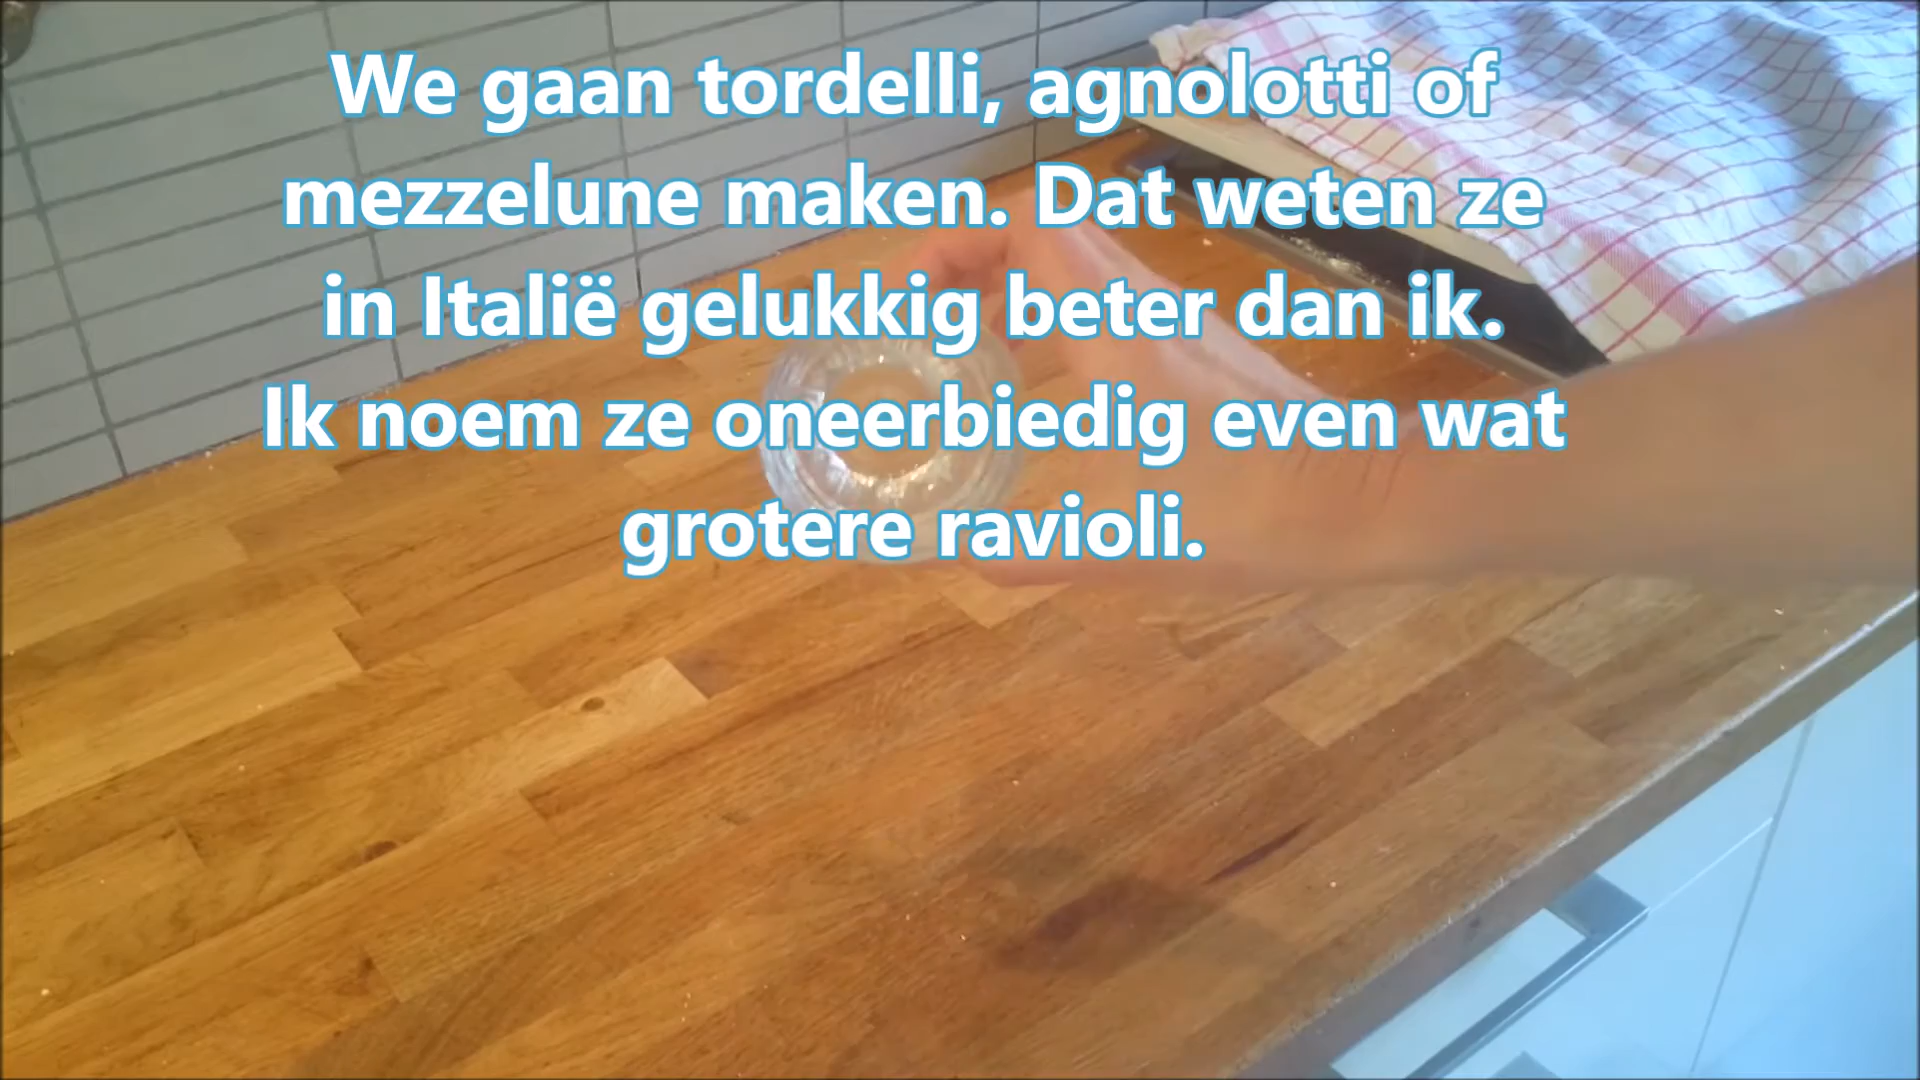 We gaan tordelli, agnolotti of
mezzelune maken. Dat weten ze
in Italië gelukkig beter dan ik.
Ik noem ze oneerbiedig even wat
grotere ravioli.